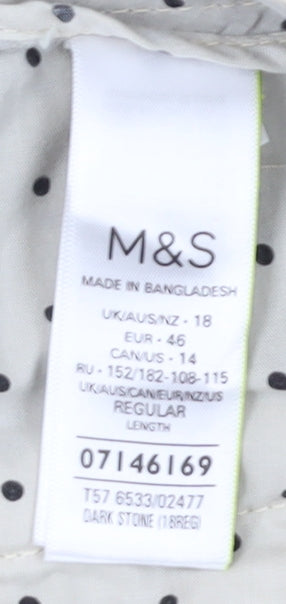 M&S
MADE IN BANGLADESH
UK/AUS/NZ - 18
EUR - 46
CAN/US - 14
RU - 152/182-108-115
UK/AUS/CAN/EUR/NZ/US
REGULAR
LENGTH
07146169
T57 6533/02477
DARK STONE (18REG)